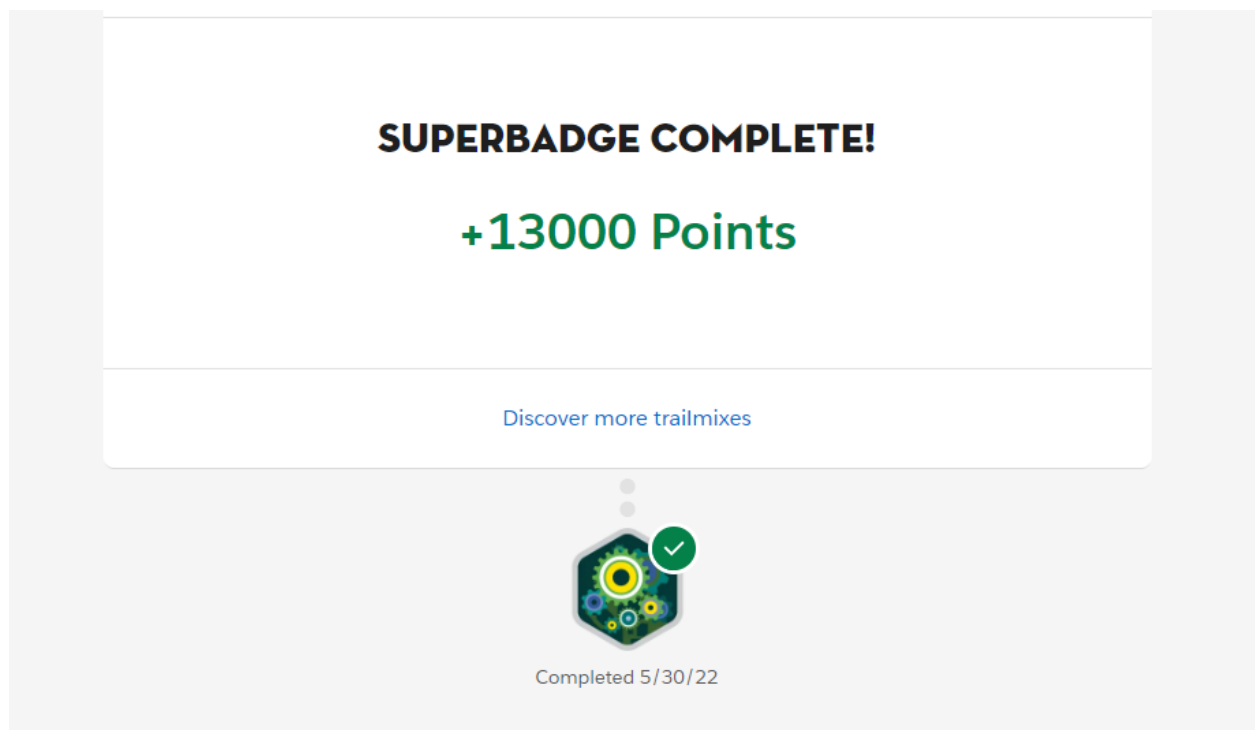 SUPERBADGE COMPLETE!
+13000 Points
Discover more trailmixes
Completed 5/30/22